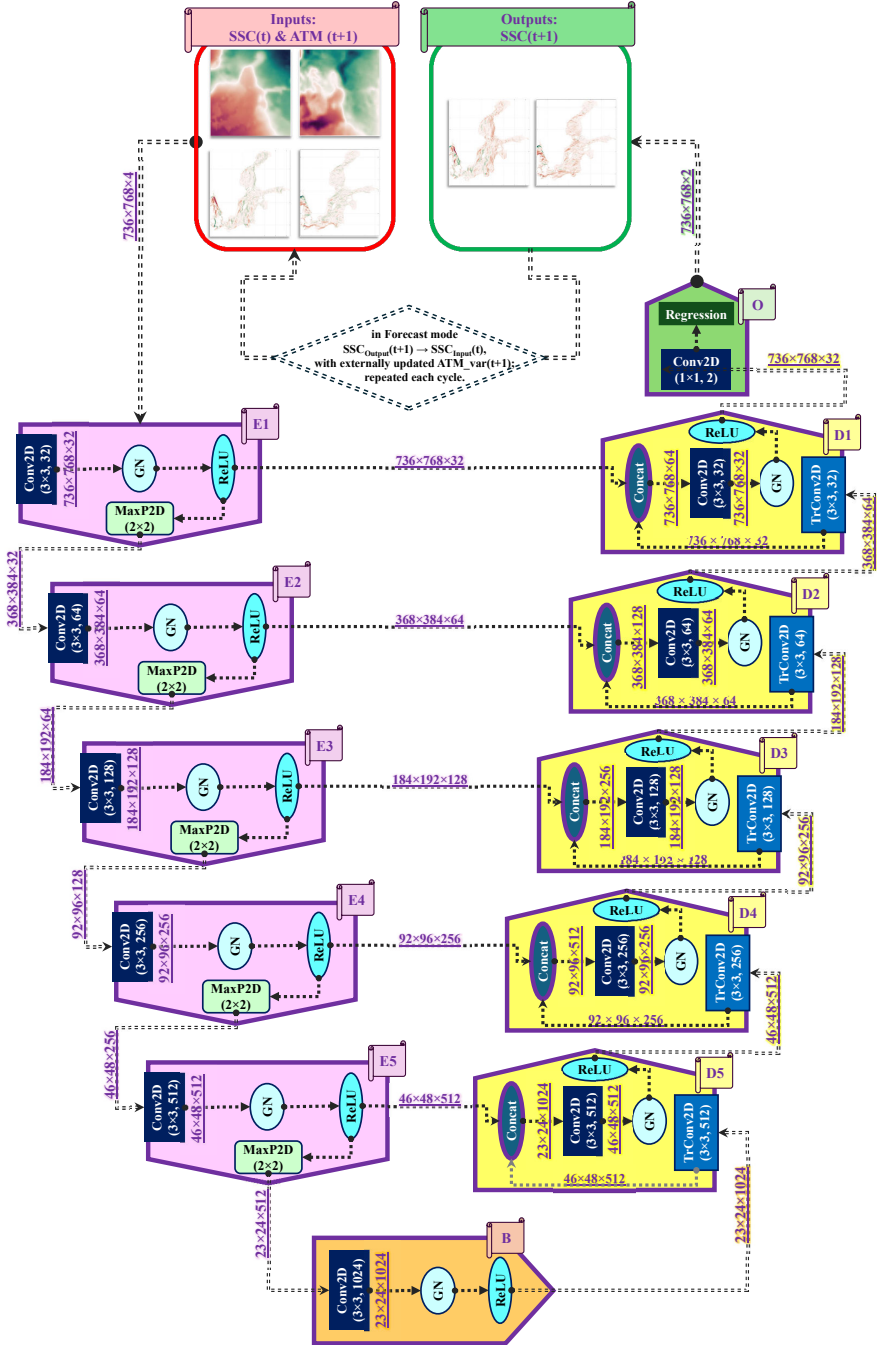 Inputs:
SSC(t) & ATM (t+1)
Outputs:
SSC(t+1)
736×768×4
736×768×2
in Forecast mode
SSC_Output(t+1) → SSC_Input(t),
with externally updated ATM_var(t+1);
repeated each cycle.
O
Regression
Conv2D
(1×1, 2)
736×768×32
E1
Conv2D
(3×3, 32)
736×768×32
GN
ReLU
MaxP2D
(2×2)
736×768×32
D1
ReLU
Concat
736×768×64
Conv2D
(3×3, 32)
736×768×32
GN
TrConv2D
(3×3, 32)
736 × 768 × 32
368×384×32
368×384×64
E2
Conv2D
(3×3, 64)
368×384×64
GN
ReLU
MaxP2D
(2×2)
368×384×64
D2
ReLU
Concat
368×384×128
Conv2D
(3×3, 64)
368×384×64
GN
TrConv2D
(3×3, 64)
368 × 384 × 64
184×192×64
184×192×128
E3
Conv2D
(3×3, 128)
184×192×128
GN
ReLU
MaxP2D
(2×2)
184×192×128
D3
ReLU
Concat
184×192×256
Conv2D
(3×3, 128)
184×192×128
GN
TrConv2D
(3×3, 128)
184 × 192 × 128
92×96×128
92×96×256
E4
Conv2D
(3×3, 256)
92×96×256
GN
ReLU
MaxP2D
(2×2)
92×96×256
D4
ReLU
Concat
92×96×512
Conv2D
(3×3, 256)
92×96×256
GN
TrConv2D
(3×3, 256)
92 × 96 × 256
46×48×256
46×48×512
E5
Conv2D
(3×3, 512)
46×48×512
GN
ReLU
MaxP2D
(2×2)
46×48×512
D5
ReLU
Concat
23×24×1024
Conv2D
(3×3, 512)
46×48×512
GN
TrConv2D
(3×3, 512)
46×48×512
23×24×512
23×24×1024
B
Conv2D
(3×3, 1024)
23×24×1024
GN
ReLU